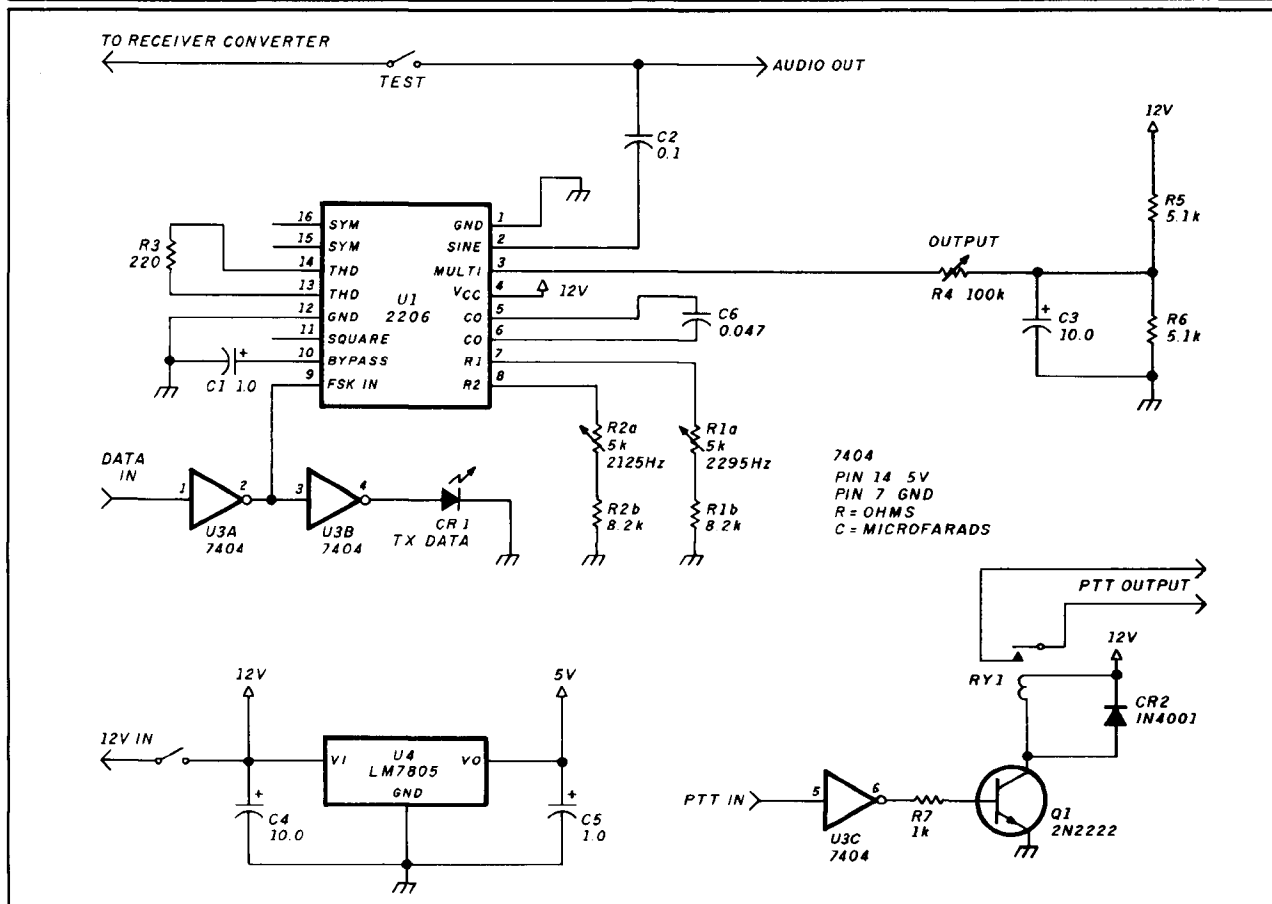 TO RECEIVER CONVERTER
TEST
AUDIO OUT
C2
0.1
12V
R5
5.1k
OUTPUT
R4 100k
C3
10.0
+
R6
5.1k
R3
220
16 SYM
15 SYM
14 THD
13 THD
12 GND
11 SQUARE
10 BYPASS
9 FSK IN
U1
2206
GND 1
SINE 2
MULTI 3
VCC 4
CO 5
CO 6
R1 7
R2 8
12V
C6
0.047
C1 1.0
+
R2a
5k
2125Hz
R1a
5k
2295Hz
R2b
8.2k
R1b
8.2k
DATA
IN
1
2
3
4
U3A
7404
U3B
7404
CR1
TX DATA
7404
PIN 14 5V
PIN 7 GND
R = OHMS
C = MICROFARADS
12V
5V
12V IN
VI
U4
LM7805
GND
VO
+
C4
10.0
+
C5
1.0
PTT OUTPUT
12V
RY1
CR2
1N4001
PTT IN
5
6
U3C
7404
R7
1k
Q1
2N2222